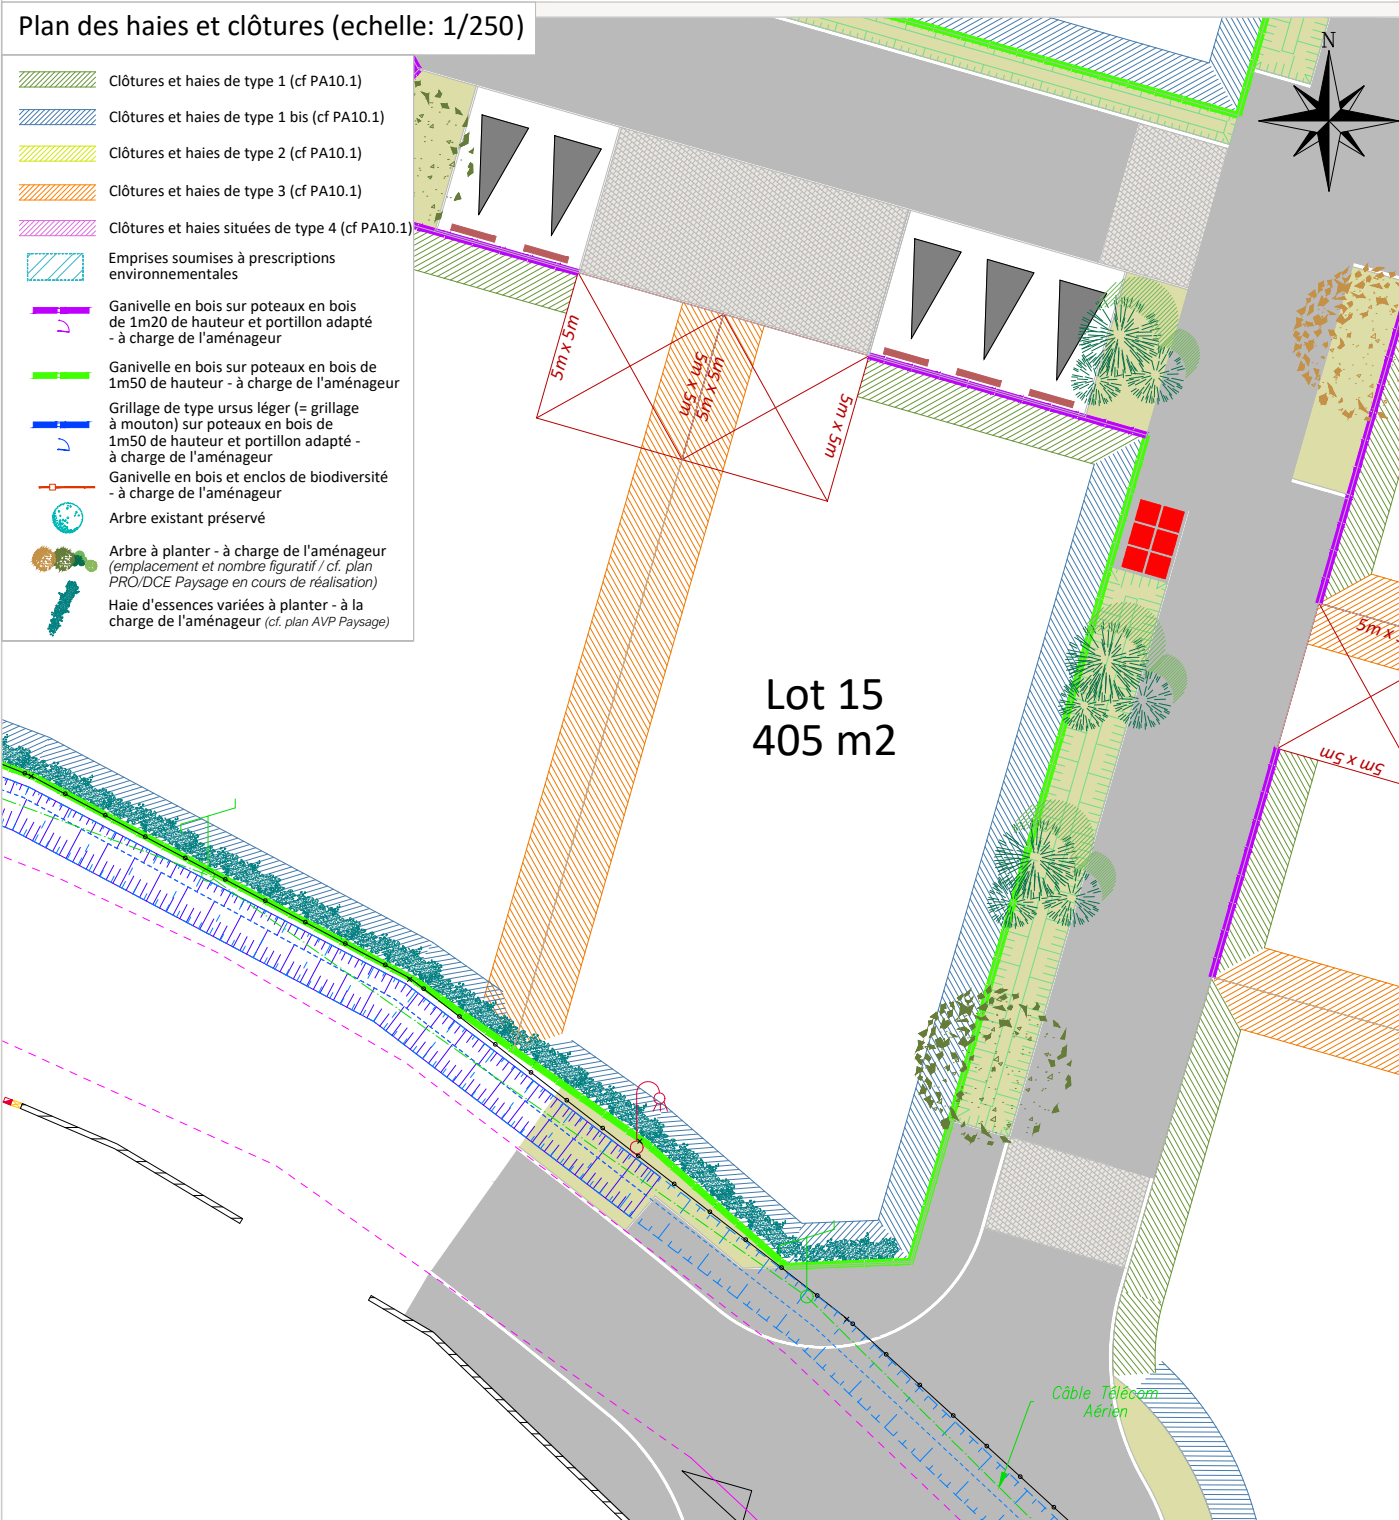 Plan des haies et clôtures (echelle: 1/250)
Clôtures et haies de type 1 (cf PA10.1)
Clôtures et haies de type 1 bis (cf PA10.1)
Clôtures et haies de type 2 (cf PA10.1)
Clôtures et haies de type 3 (cf PA10.1)
Clôtures et haies situées de type 4 (cf PA10.1)
Emprises soumises à prescriptions
environnementales
Ganivelle en bois sur poteaux en bois
de 1m20 de hauteur et portillon adapté
- à charge de l'aménageur
Ganivelle en bois sur poteaux en bois de
1m50 de hauteur - à charge de l'aménageur
Grillage de type ursus léger (= grillage
à mouton) sur poteaux en bois de
1m50 de hauteur et portillon adapté -
à charge de l'aménageur
Ganivelle en bois et enclos de biodiversité
- à charge de l'aménageur
Arbre existant préservé
Arbre à planter - à charge de l'aménageur
(emplacement et nombre figuratif / cf. plan
PRO/DCE Paysage en cours de réalisation)
Haie d'essences variées à planter - à la
charge de l'aménageur (cf. plan AVP Paysage)
N
5m x 5m
5m x 5m
5m x 5m
5m x 5m
Lot 15
405 m2
5m x
5m x 5m
Câble Télécom
Aérien